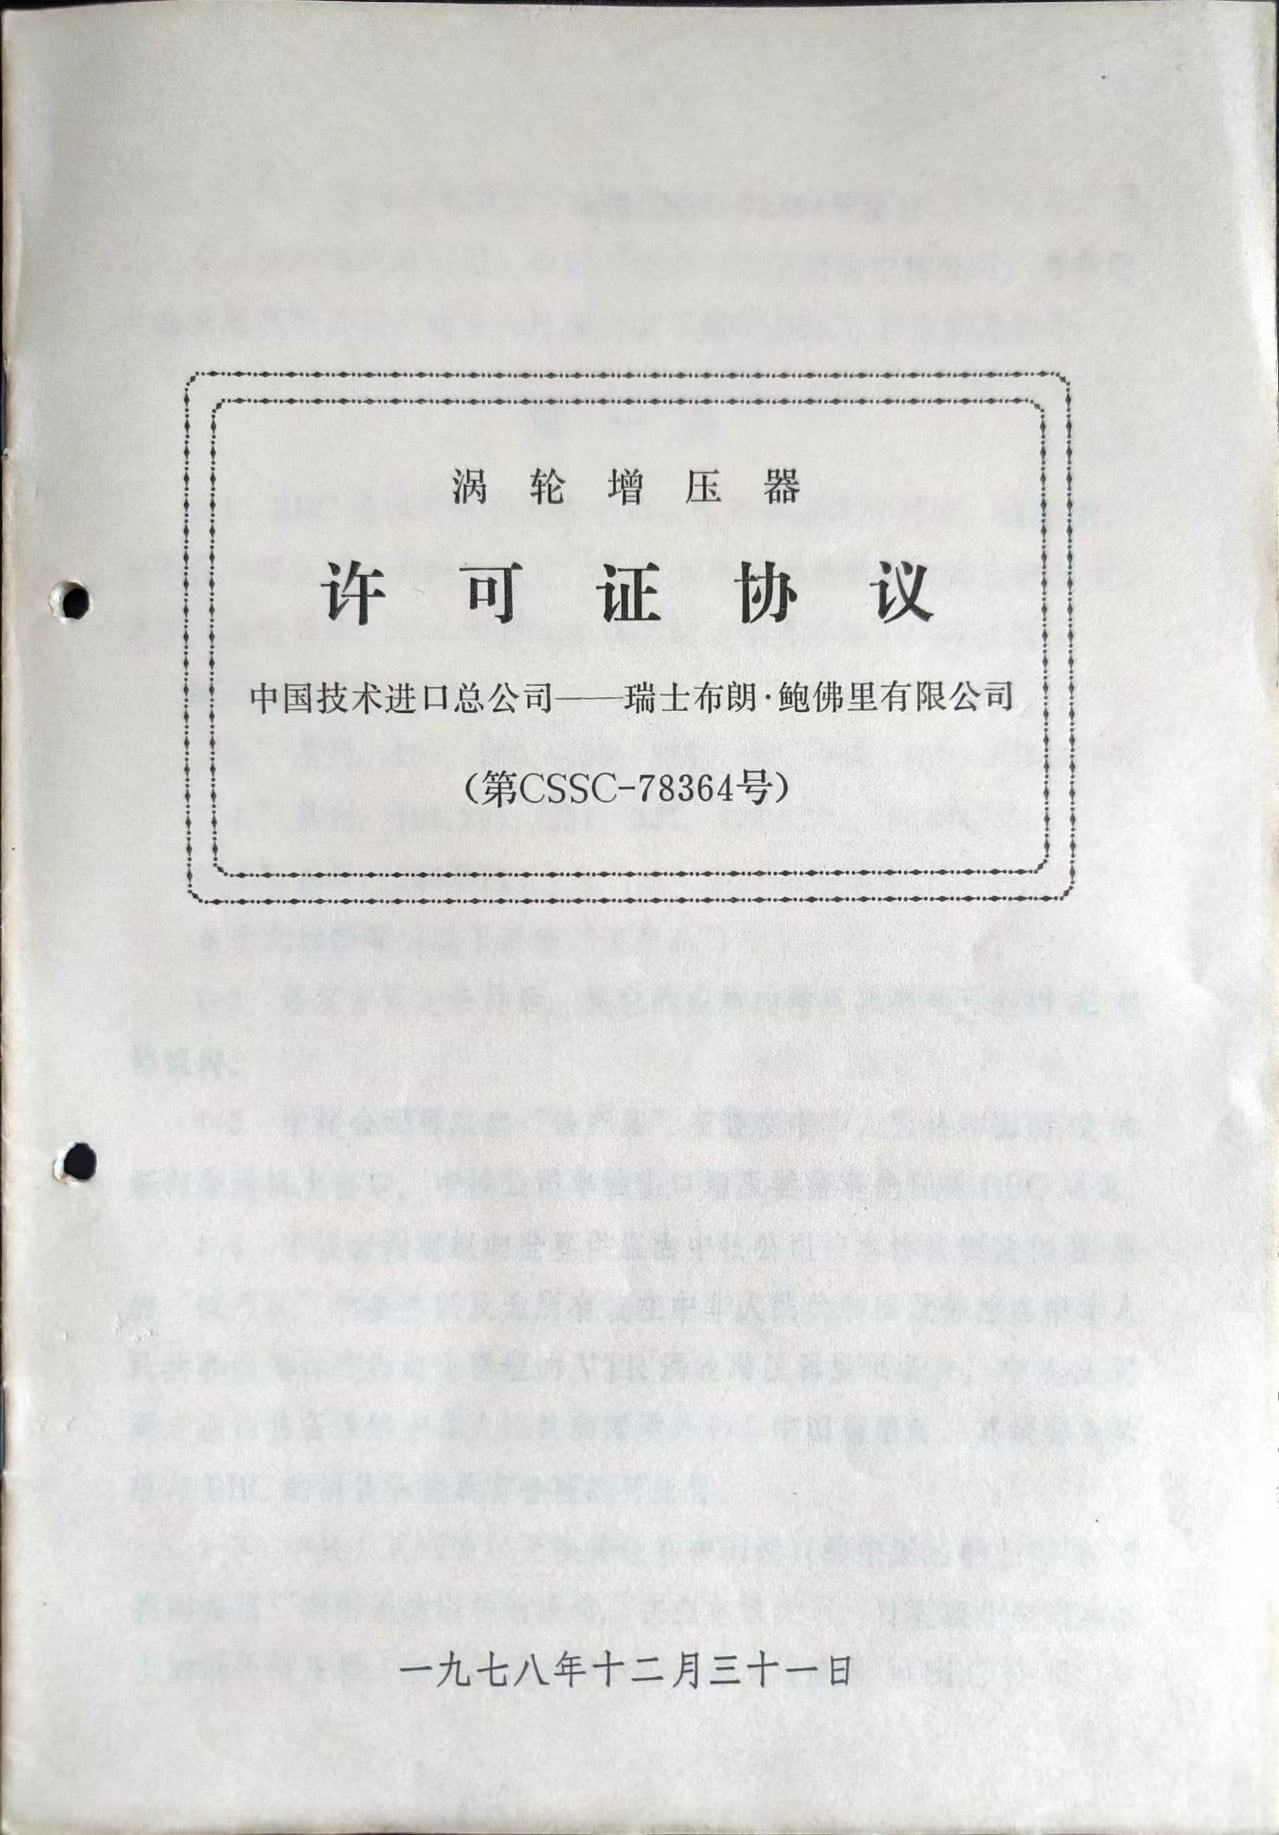 涡轮增压器
许可证协议
中国技术进口总公司——瑞士布朗·鲍佛里有限公司
（第CSSC-78364号）
一九七八年十二月三十一日